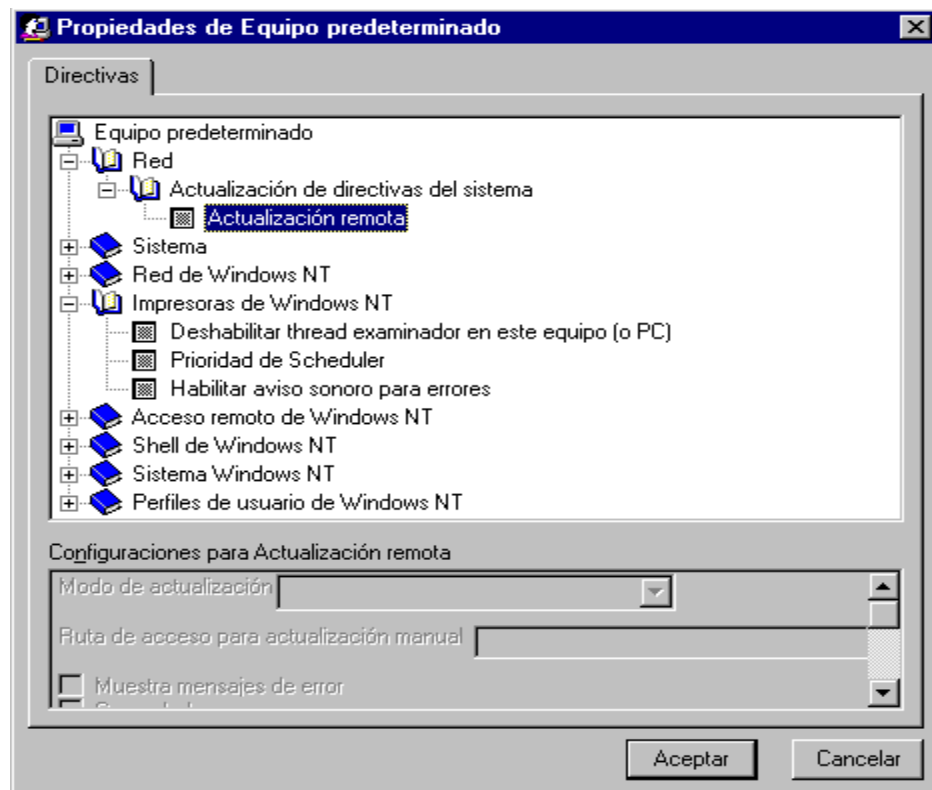 Propiedades de Equipo predeterminado
Directivas
Equipo predeterminado
Red
Actualización de directivas del sistema
Actualización remota
Sistema
Red de Windows NT
Impresoras de Windows NT
Deshabilitar thread examinador en este equipo (o PC)
Prioridad de Scheduler
Habilitar aviso sonoro para errores
Acceso remoto de Windows NT
Shell de Windows NT
Sistema Windows NT
Perfiles de usuario de Windows NT
Configuraciones para Actualización remota
Modo de actualización
Ruta de acceso para actualización manual
Muestra mensajes de error
Aceptar Cancelar